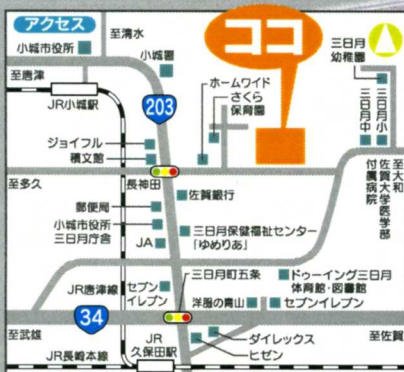 アクセス
至清水
小城市役所
小城署
至唐津
JR小城駅
203
ココ
三日月
幼稚園
ホームワイド
さくら
保育園
三日月小
三日月中
ジョイフル
積文館
至多久
長神田
至大和
佐賀大学医学部
付属病院
佐賀銀行
郵便局
小城市役所
三日月庁舎
三日月保健福祉センター
「ゆめりあ」
JA
JR唐津線
セブン
イレブン
三日月町五条
ドゥーイング三日月
体育館・図書館
洋服の青山
セブンイレブン
34
至武雄
至佐賀
JR
久保田駅
ダイレックス
ヒゼン
JR長崎本線